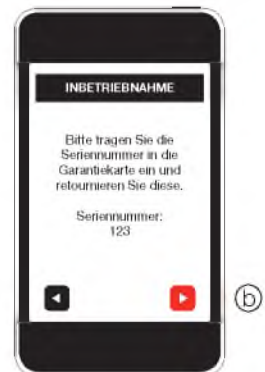 INBETRIEBNAHME
Bitte tragen Sie die
Seriennummer in die
Garantiekarte ein und
retournieren Sie diese.
Seriennummer:
123
b